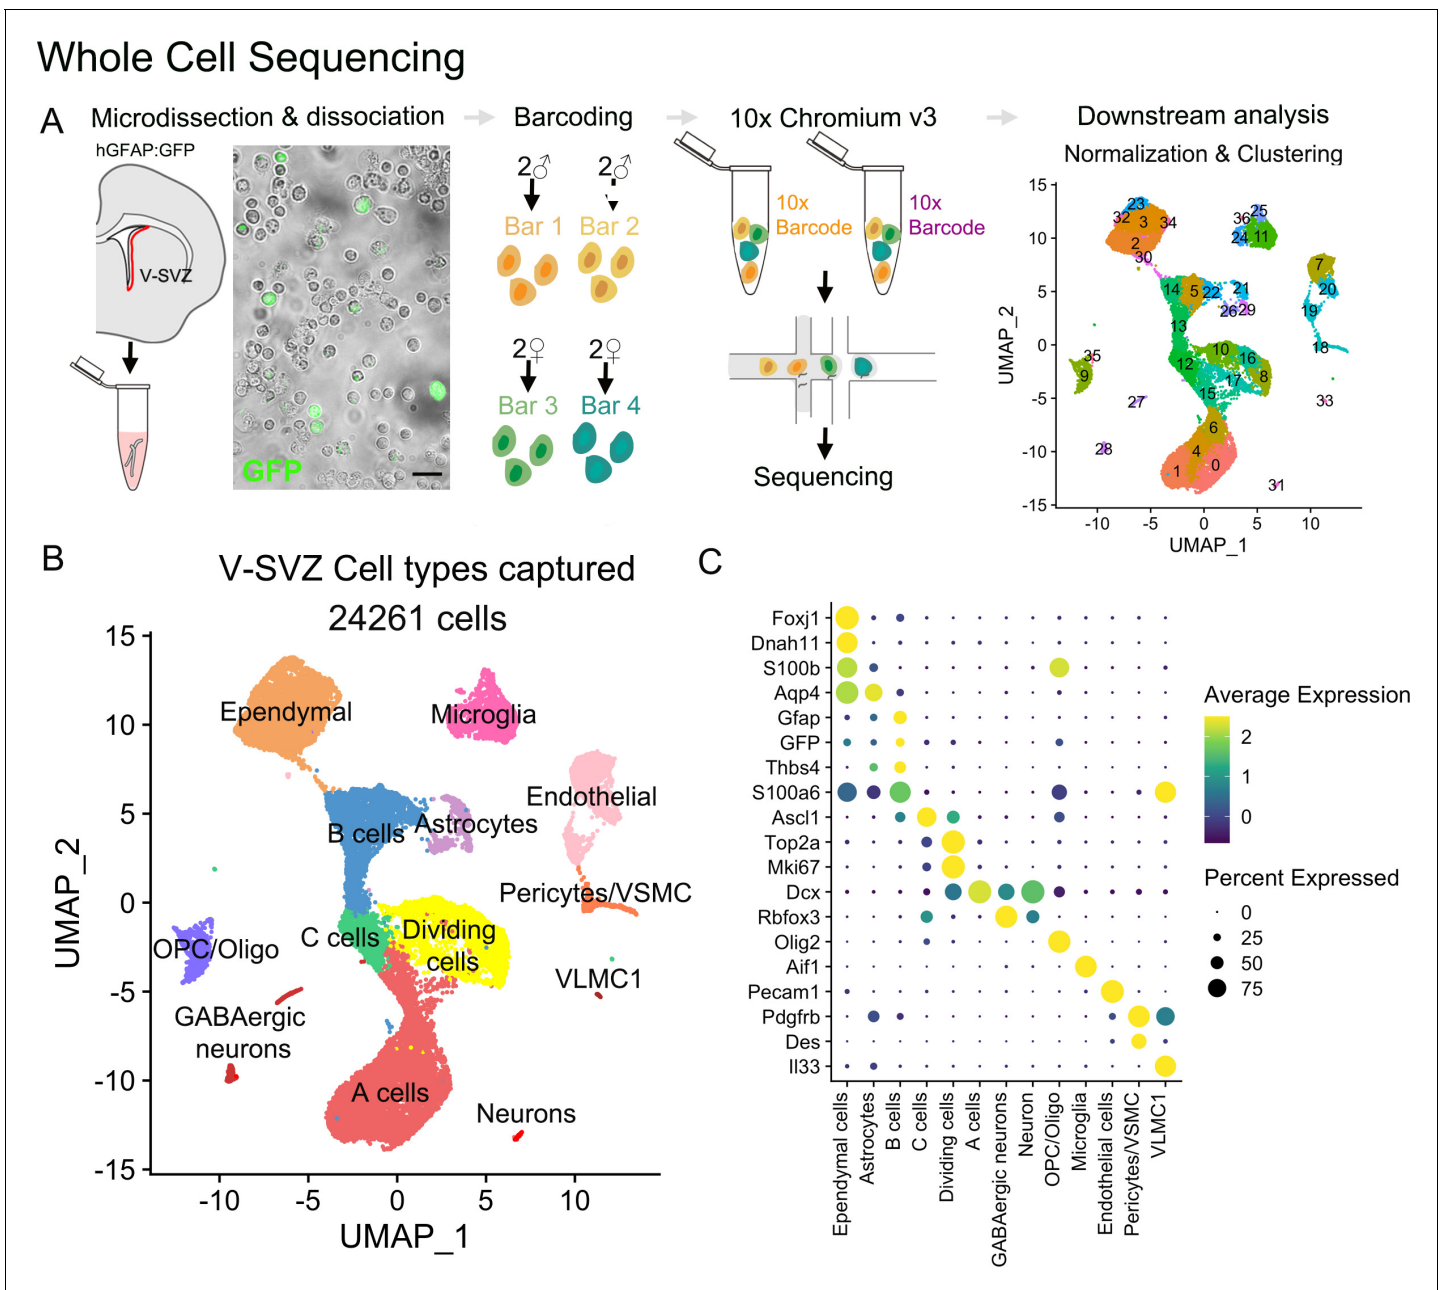 Whole Cell Sequencing
A
Microdissection & dissociation
Barcoding
10x Chromium v3
Downstream analysis
hGFAP:GFP
V-SVZ
GFP
2♂
2♂
Bar 1
Bar 2
2♀
2♀
Bar 3
Bar 4
10x
Barcode
10x
Barcode
Sequencing
Normalization & Clustering
15
10
5
0
-5
-10
-15
UMAP_2
-10
-5
0
5
10
UMAP_1
23
32
3
34
2
30
25
36
24
11
7
20
19
18
14
5
22
21
26
29
13
12
10
16
17
8
15
35
9
27
28
33
6
4
0
1
31
B
V-SVZ Cell types captured
24261 cells
15
10
5
0
-5
-10
-15
UMAP_2
-10
-5
0
5
10
UMAP_1
Ependymal
Microglia
Endothelial
B cells
Astrocytes
Pericytes/VSMC
C cells
Dividing
cells
OPC/Oligo
VLMC1
GABAergic
neurons
A cells
Neurons
C
Foxj1
Dnah11
S100b
Aqp4
Gfap
GFP
Thbs4
S100a6
Ascl1
Top2a
Mki67
Dcx
Rbfox3
Olig2
Aif1
Pecam1
Pdgfrb
Des
Il33
Ependymal cells
Astrocytes
B cells
C cells
Dividing cells
A cells
GABAergic neurons
Neuron
OPC/Oligo
Microglia
Endothelial cells
Pericytes/VSMC
VLMC1
Average Expression
2
1
0
Percent Expressed
0
25
50
75